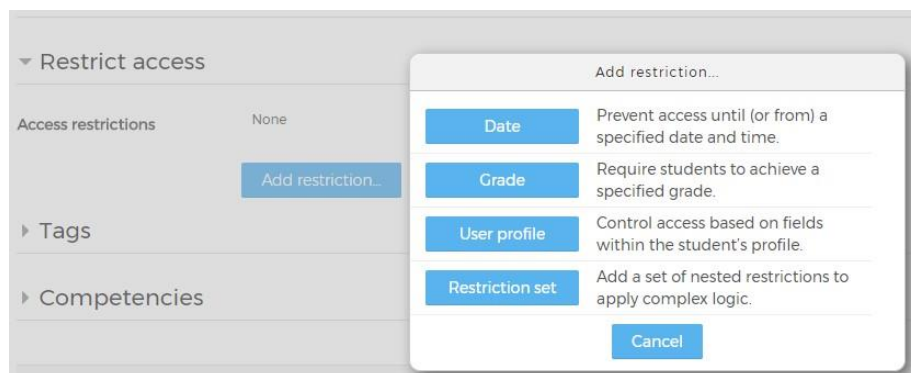 Restrict access
Access restrictions
None
Add restriction...
Tags
Competencies
Add restriction...
Date
Prevent access until (or from) a
specified date and time.
Grade
Require students to achieve a
specified grade.
User profile
Control access based on fields
within the student's profile.
Restriction set
Add a set of nested restrictions to
apply complex logic.
Cancel